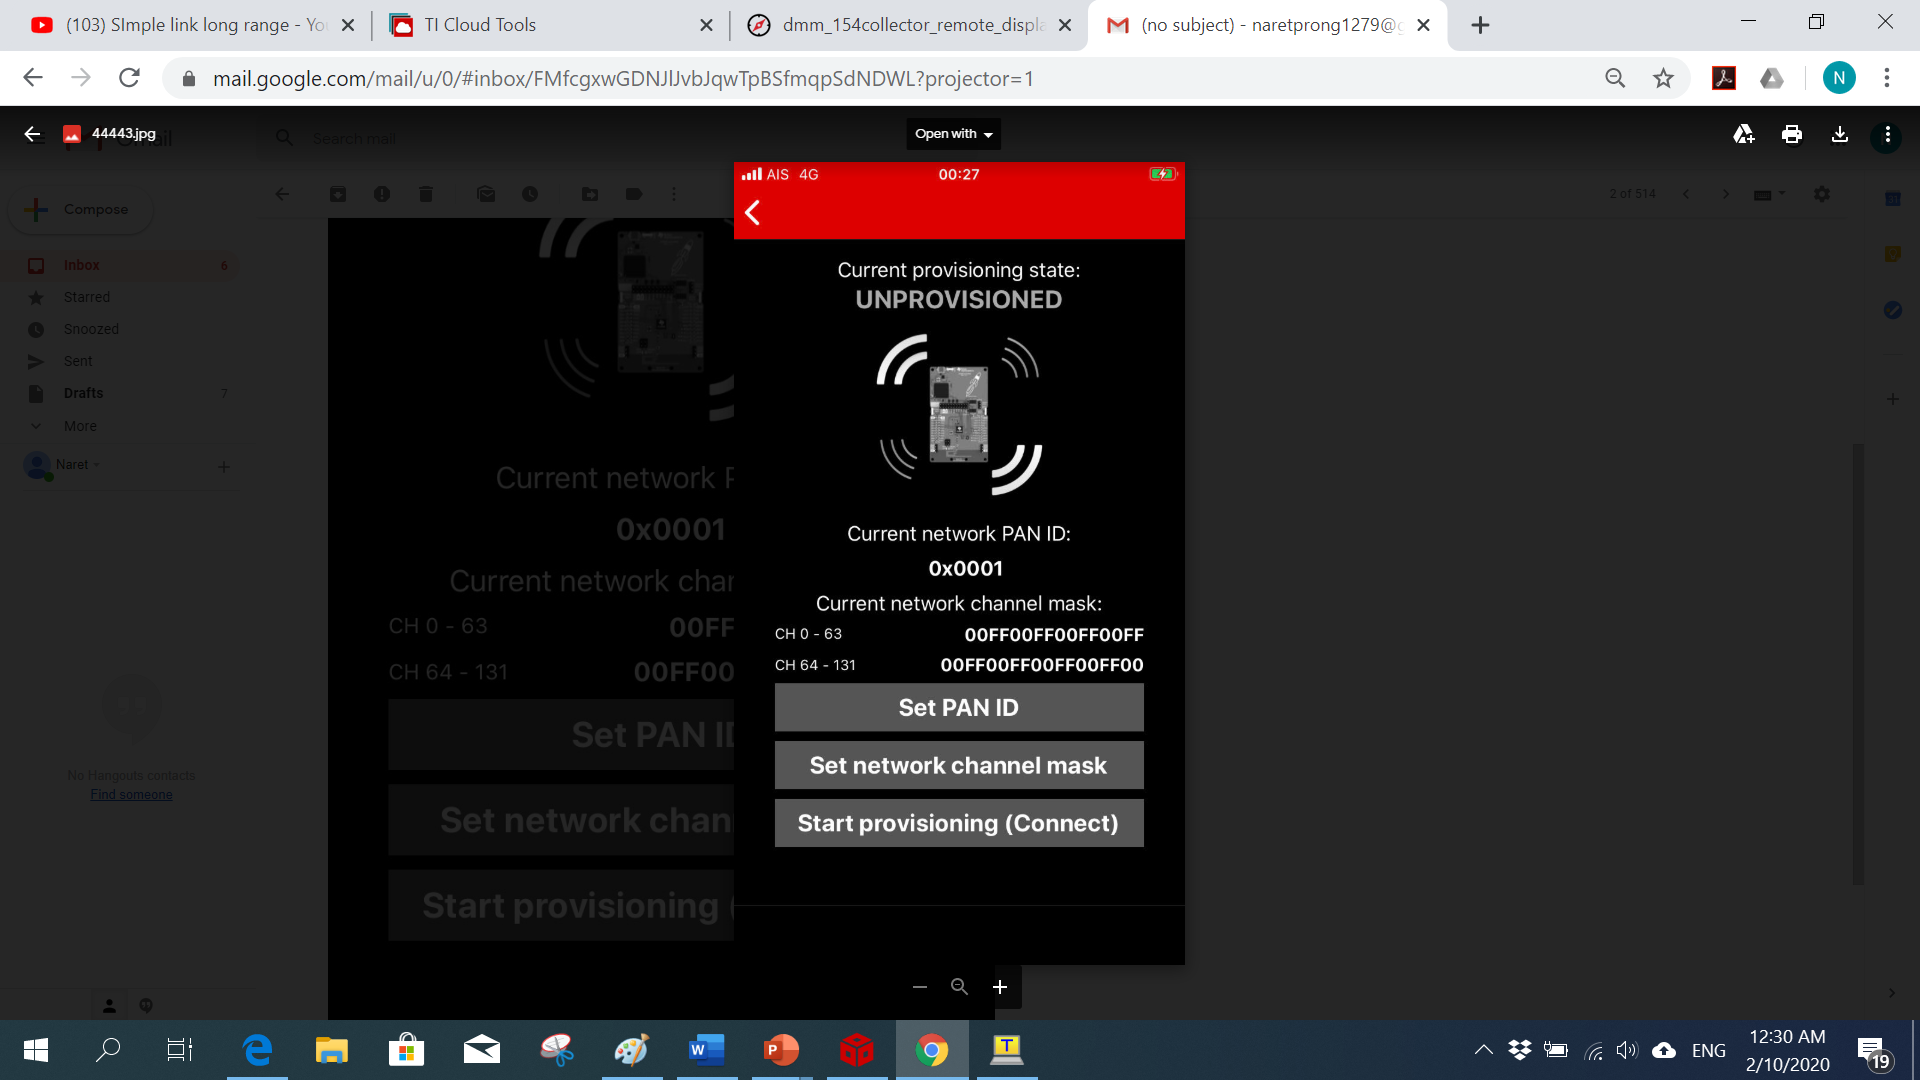 (103) SImple link long range - Yo
TI Cloud Tools
dmm_154collector_remote_displa
(no subject) - naretprong1279@g
mail.google.com/mail/u/0/#inbox/FMfcgxwGDNJlJvbJqwTpBSfmqpSdNDWL?projector=1
N
44443.jpg
Search mail
Open with
Compose
2 of 514
Inbox 6
Starred
Snoozed
Sent
Drafts 7
More
Naret
No Hangouts contacts
Find someone
Current network P
0x0001
Current network char
CH 0 - 63 00FF
CH 64 - 131 00FF00
Set PAN ID
Set network chan
Start provisioning
AIS 4G 00:27
Current provisioning state:
UNPROVISIONED
Current network PAN ID:
0x0001
Current network channel mask:
CH 0 - 63 00FF00FF00FF00FF
CH 64 - 131 00FF00FF00FF00FF00
Set PAN ID
Set network channel mask
Start provisioning (Connect)
ENG
12:30 AM
2/10/2020
19